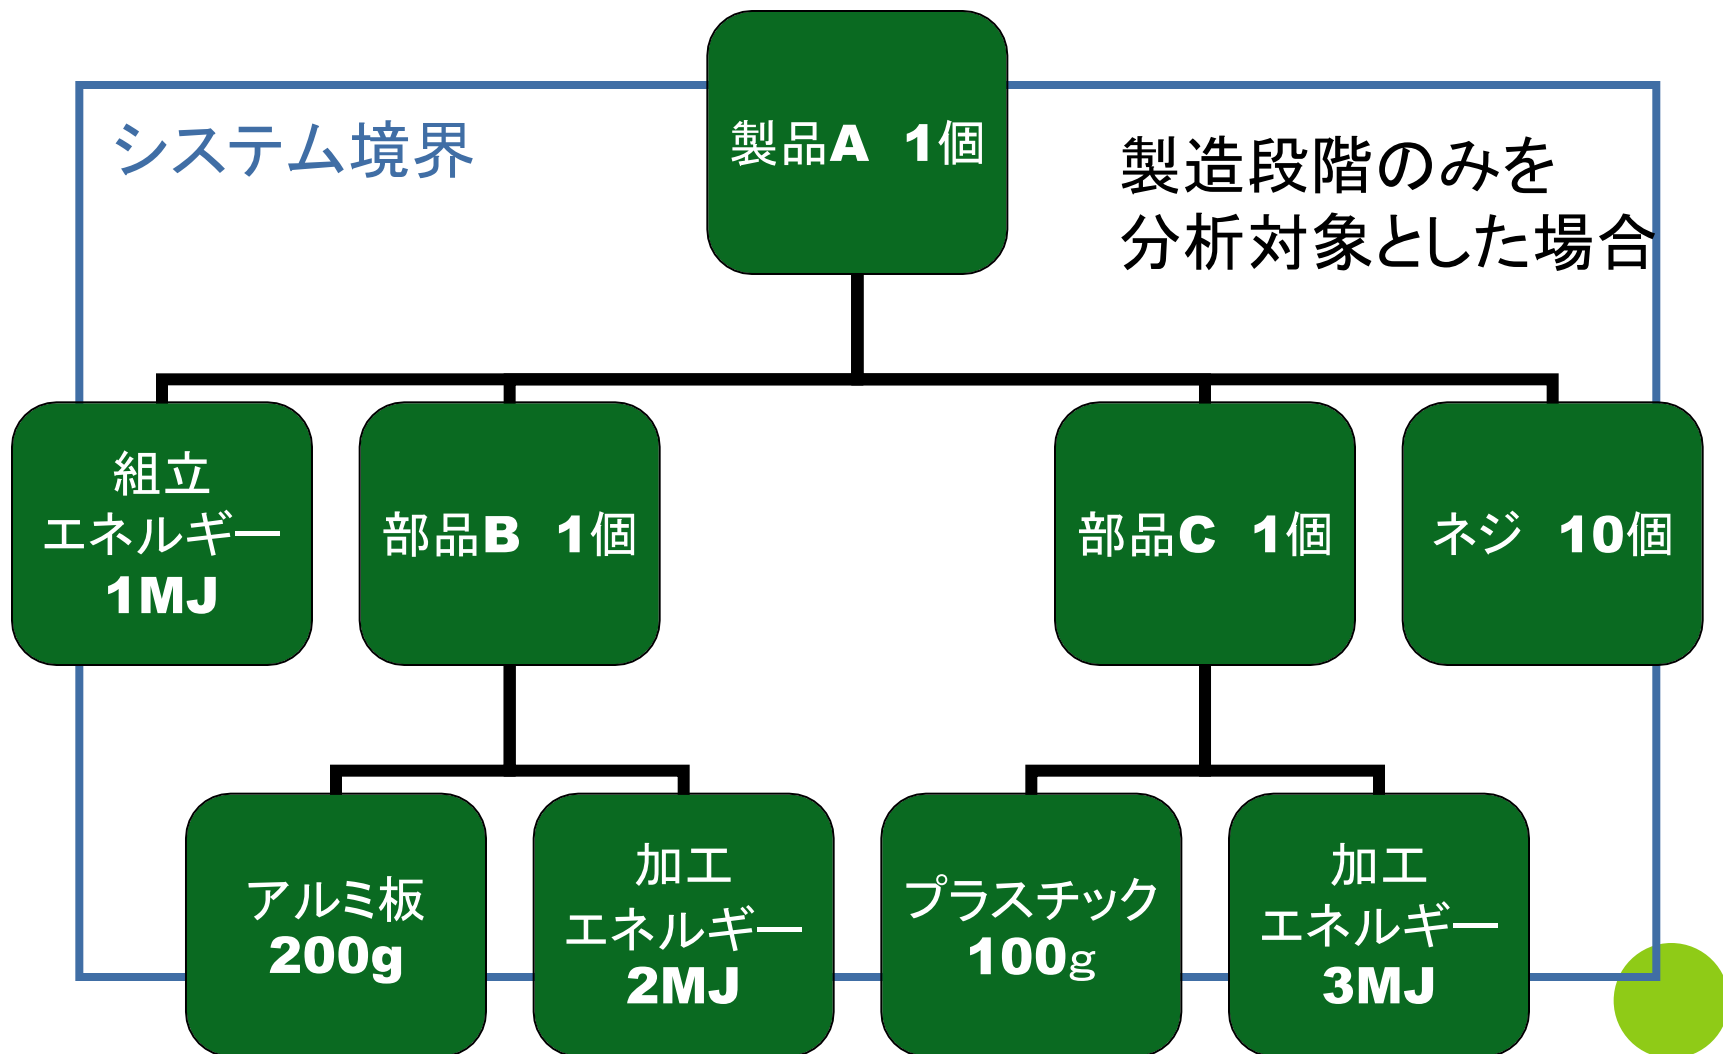 製品A 1個
システム境界
製造段階のみを
分析対象とした場合
組立
エネルギー
1MJ
部品B 1個
部品C 1個
ネジ 10個
アルミ板
200g
加工
エネルギー
2MJ
プラスチック
100g
加工
エネルギー
3MJ